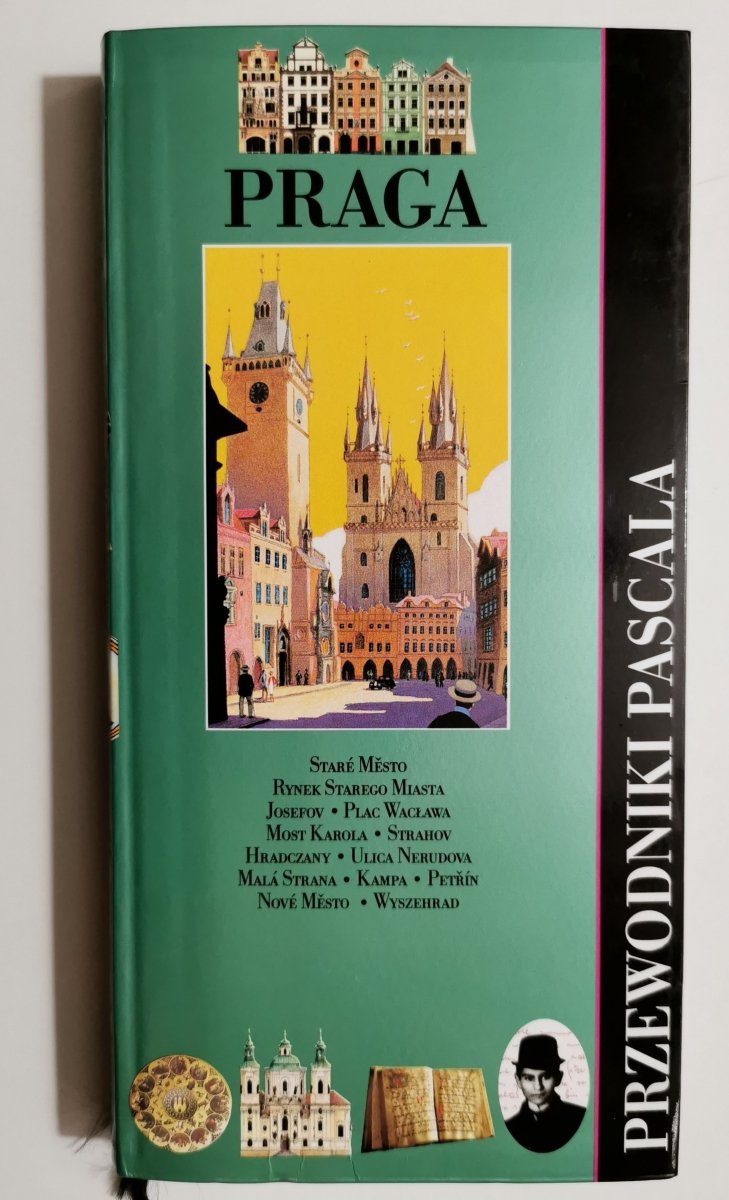 PRAGA
STARÉ MĚSTO
RYNEK STAREGO MIASTA
JOSEFOV • PLAC WACŁAWA
MOST KAROLA • STRAHOV
HRADCZANY • ULICA NERUDOVA
MALÁ STRANA • KAMPA • PETŘÍN
NOVÉ MĚSTO • WYSZEHRAD
PRZEWODNIKI PASCALA